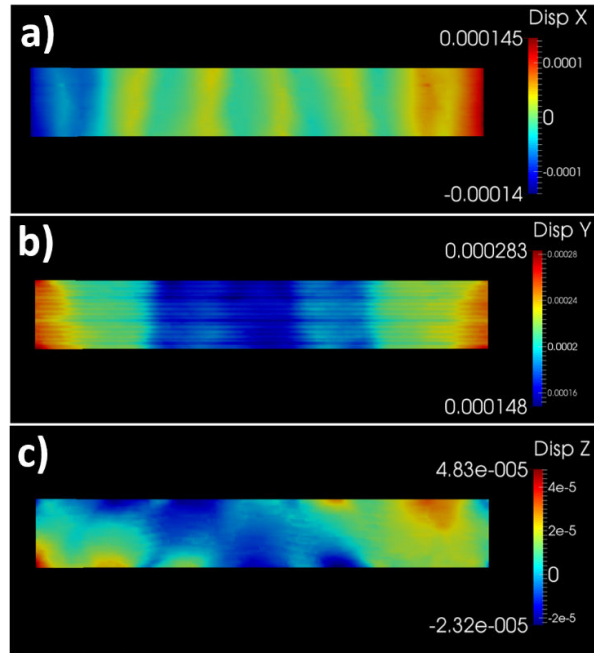 a)
Disp X
0.000145
0.0001
0
-0.0001
-0.00014
b)
Disp Y
0.000283
0.00028
0.00024
0.0002
0.00016
0.000148
c)
Disp Z
4.83e-005
4e-5
2e-5
0
-2e-5
-2.32e-005